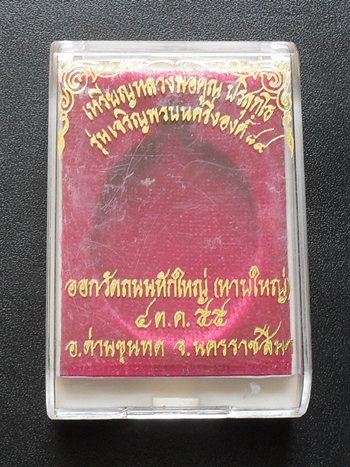 เหรียญหลวงพ่อคูณ ปริสุทฺโธ
รุ่นเจริญพรบนครึ่งองค์ ๘๙
ออกวัดถนนหักใหญ่ (หายใหญ่)
๔ ต.ค. ๕๕
อ.ด่านขุนทด จ.นครราชสีมา